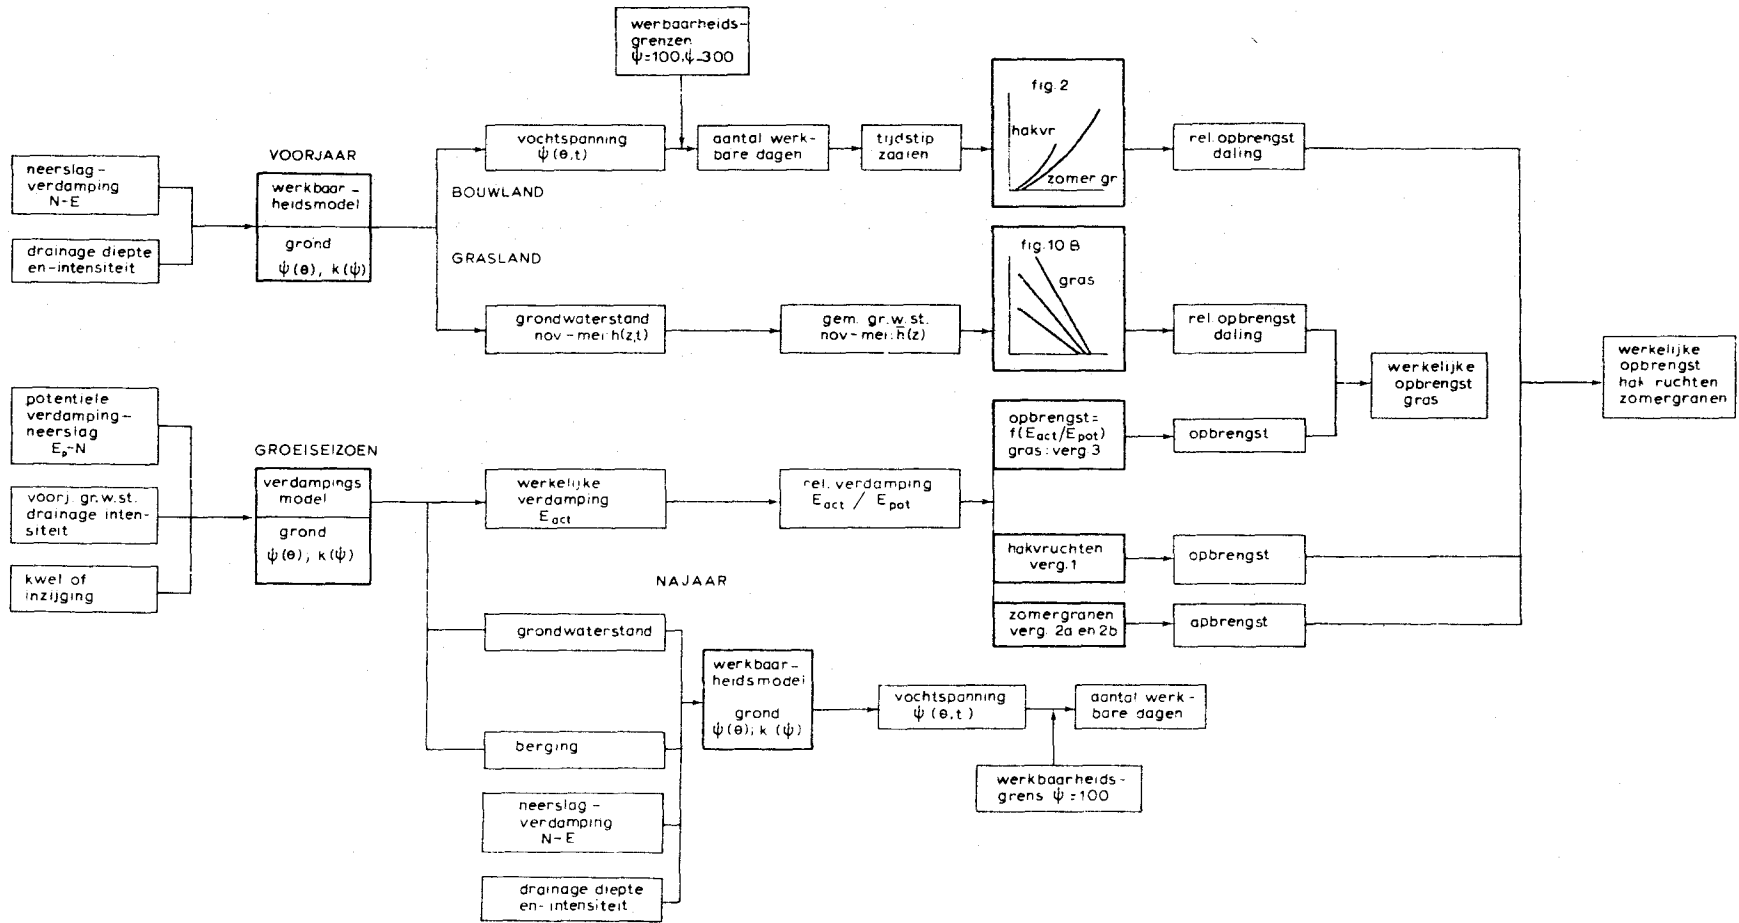 werbaarheids-
grenzen
ψ=100,ψ-300
fig. 2
hakvr
zomer gr
vochtspanning
ψ(θ,t)
aantal werk-
bare dagen
tijdstip
zaaien
rel. opbrengst
daling
VOORJAAR
neerslag-
verdamping
N-E
werkbaar-
heidsmodel
grond
ψ(θ), k(ψ)
drainage diepte
en-intensiteit
BOUWLAND
GRASLAND
fig. 10 B
gras
grondwaterstand
nov-mei:h(z,t)
gem. gr.w.st.
nov-mei: h̄(z)
rel. opbrengst
daling
werkelijke
opbrengst
gras
werkelijke
opbrengst
hak ruchten
zomergranen
potentiele
verdamping-
neerslag
Ep-N
voorj. gr.w.st.
drainage inten-
siteit
kwel of
inzijging
GROEISEIZOEN
verdampings
model
grond
ψ(θ), k(ψ)
werkelijke
verdamping
Eact
rel. verdamping
Eact / Epot
opbrengst=
f(Eact/Epot)
gras: verg. 3
opbrengst
hakvruchten
verg. 1
opbrengst
zomergranen
verg. 2a en 2b
opbrengst
NAJAAR
grondwaterstand
berging
neerslag-
verdamping
N-E
drainage diepte
en-intensiteit
werkbaar-
heidsmodel
grond
ψ(θ); k(ψ)
vochtspanning
ψ(θ,t)
aantal werk-
bare dagen
werkbaarheids-
grens ψ=100